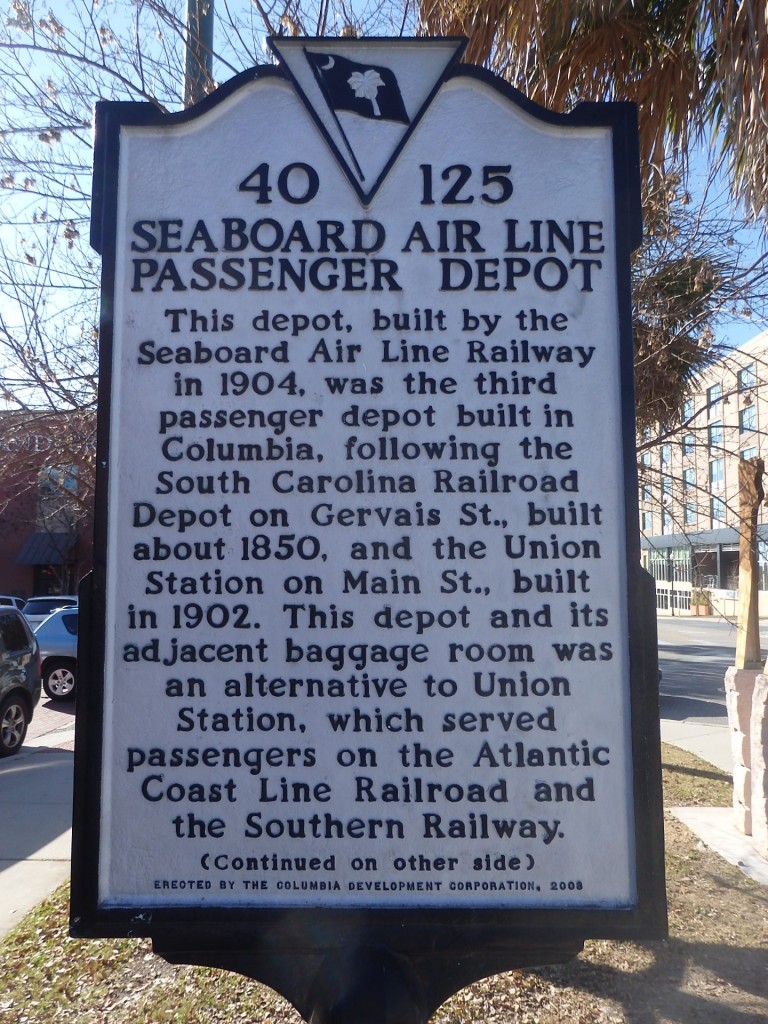 40 125
SEABOARD AIR LINE
PASSENGER DEPOT
This depot, built by the
Seaboard Air Line Railway
in 1904, was the third
passenger depot built in
Columbia, following the
South Carolina Railroad
Depot on Gervais St., built
about 1850, and the Union
Station on Main St., built
in 1902. This depot and its
adjacent baggage room was
an alternative to Union
Station, which served
passengers on the Atlantic
Coast Line Railroad and
the Southern Railway.
(Continued on other side)
ERECTED BY THE COLUMBIA DEVELOPMENT CORPORATION, 2008